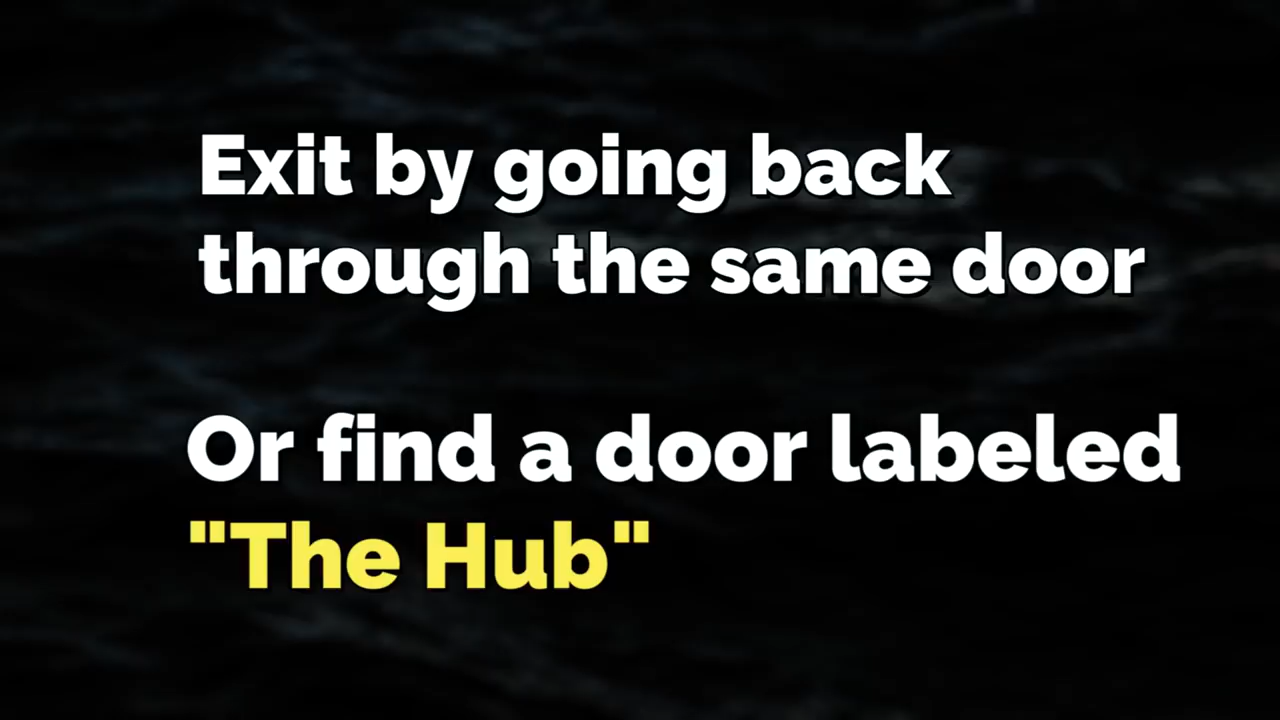 Exit by going back
through the same door
Or find a door labeled
"The Hub"